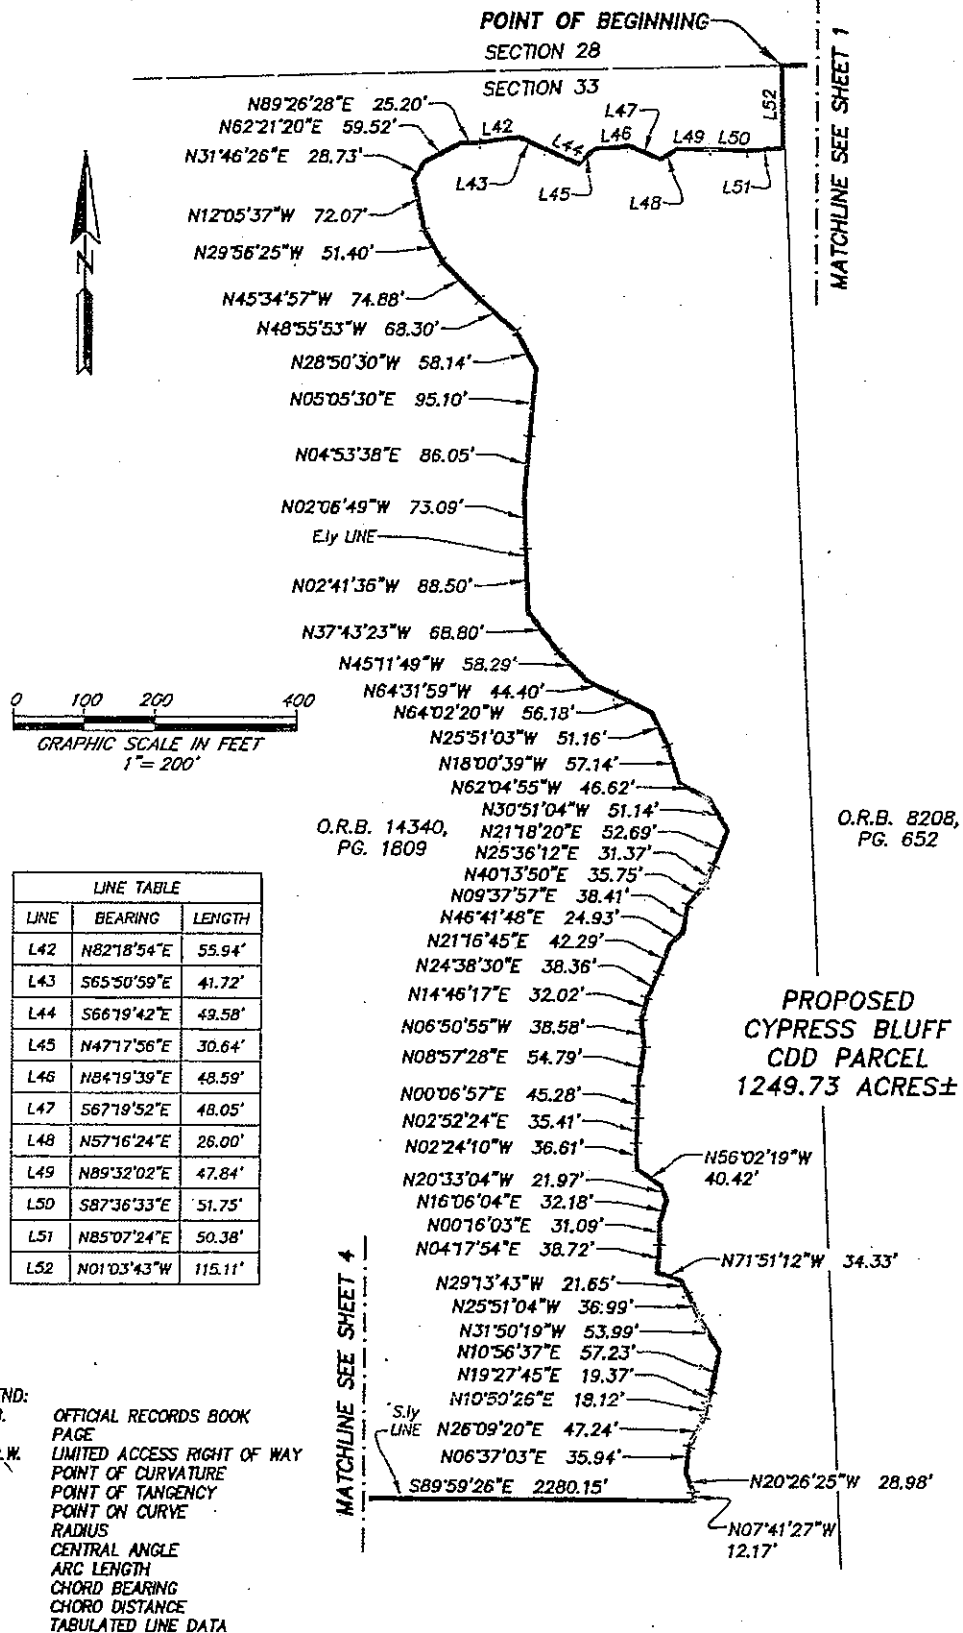 POINT OF BEGINNING
SECTION 28
SECTION 33
MATCHLINE SEE SHEET 1
L52
N89°26'28"E 25.20'
N62°21'20"E 59.52'
N31°46'26"E 28.73'
L42
L43
L44
L45
L46
L47
L48
L49
L50
L51
N
N12°05'37"W 72.07'
N29°56'25"W 51.40'
N45°34'57"W 74.88'
N48°55'53"W 68.30'
N28°50'30"W 58.14'
N05°05'30"E 95.10'
N04°53'38"E 86.05'
N02°06'49"W 73.09'
E.ly LINE
N02°41'36"W 88.50'
N37°43'23"W 68.80'
N45°11'49"W 58.29'
N64°31'59"W 44.40'
N64°02'20"W 56.18'
N25°51'03"W 51.16'
N18°00'39"W 57.14'
N62°04'55"W 46.62'
N30°51'04"W 51.14'
N21°18'20"E 52.69'
N25°36'12"E 31.37'
N40°13'50"E 35.75'
N09°37'57"E 38.41'
N46°41'48"E 24.93'
N21°16'45"E 42.29'
N24°38'30"E 38.36'
N14°46'17"E 32.02'
N06°50'55"W 38.58'
N08°57'28"E 54.79'
N00°06'57"E 45.28'
N02°52'24"E 35.41'
N02°24'10"W 36.61'
N56°02'19"W
40.42'
N20°33'04"W 21.97'
N16°06'04"E 32.18'
N00°16'03"E 31.09'
N04°17'54"E 38.72'
N71°51'12"W 34.33'
N29°13'43"W 21.65'
N25°51'04"W 36.99'
N31°50'19"W 53.99'
N10°56'37"E 57.23'
N19°27'45"E 19.37'
N10°50'26"E 18.12'
N26°09'20"E 47.24'
N06°37'03"E 35.94'
N20°26'25"W 28.98'
N07°41'27"W
12.17'
S.ly
LINE
S89°59'26"E 2280.15'
MATCHLINE SEE SHEET 4
0 100 200 400
GRAPHIC SCALE IN FEET
1"= 200'
O.R.B. 14340,
PG. 1809
O.R.B. 8208,
PG. 652
PROPOSED
CYPRESS BLUFF
CDD PARCEL
1249.73 ACRES±
LINE TABLE
LINE BEARING LENGTH
L42 N82°18'54"E 55.94'
L43 S65°50'59"E 41.72'
L44 S66°19'42"E 49.58'
L45 N47°17'56"E 30.64'
L46 N84°19'39"E 48.59'
L47 S67°19'52"E 48.05'
L48 N57°16'24"E 26.00'
L49 N89°32'02"E 47.84'
L50 S87°36'33"E 51.75'
L51 N85°07'24"E 50.38'
L52 N01°03'43"W 115.11'
ND:
OFFICIAL RECORDS BOOK
PAGE
.W. LIMITED ACCESS RIGHT OF WAY
POINT OF CURVATURE
POINT OF TANGENCY
POINT ON CURVE
RADIUS
CENTRAL ANGLE
ARC LENGTH
CHORD BEARING
CHORD DISTANCE
TABULATED LINE DATA